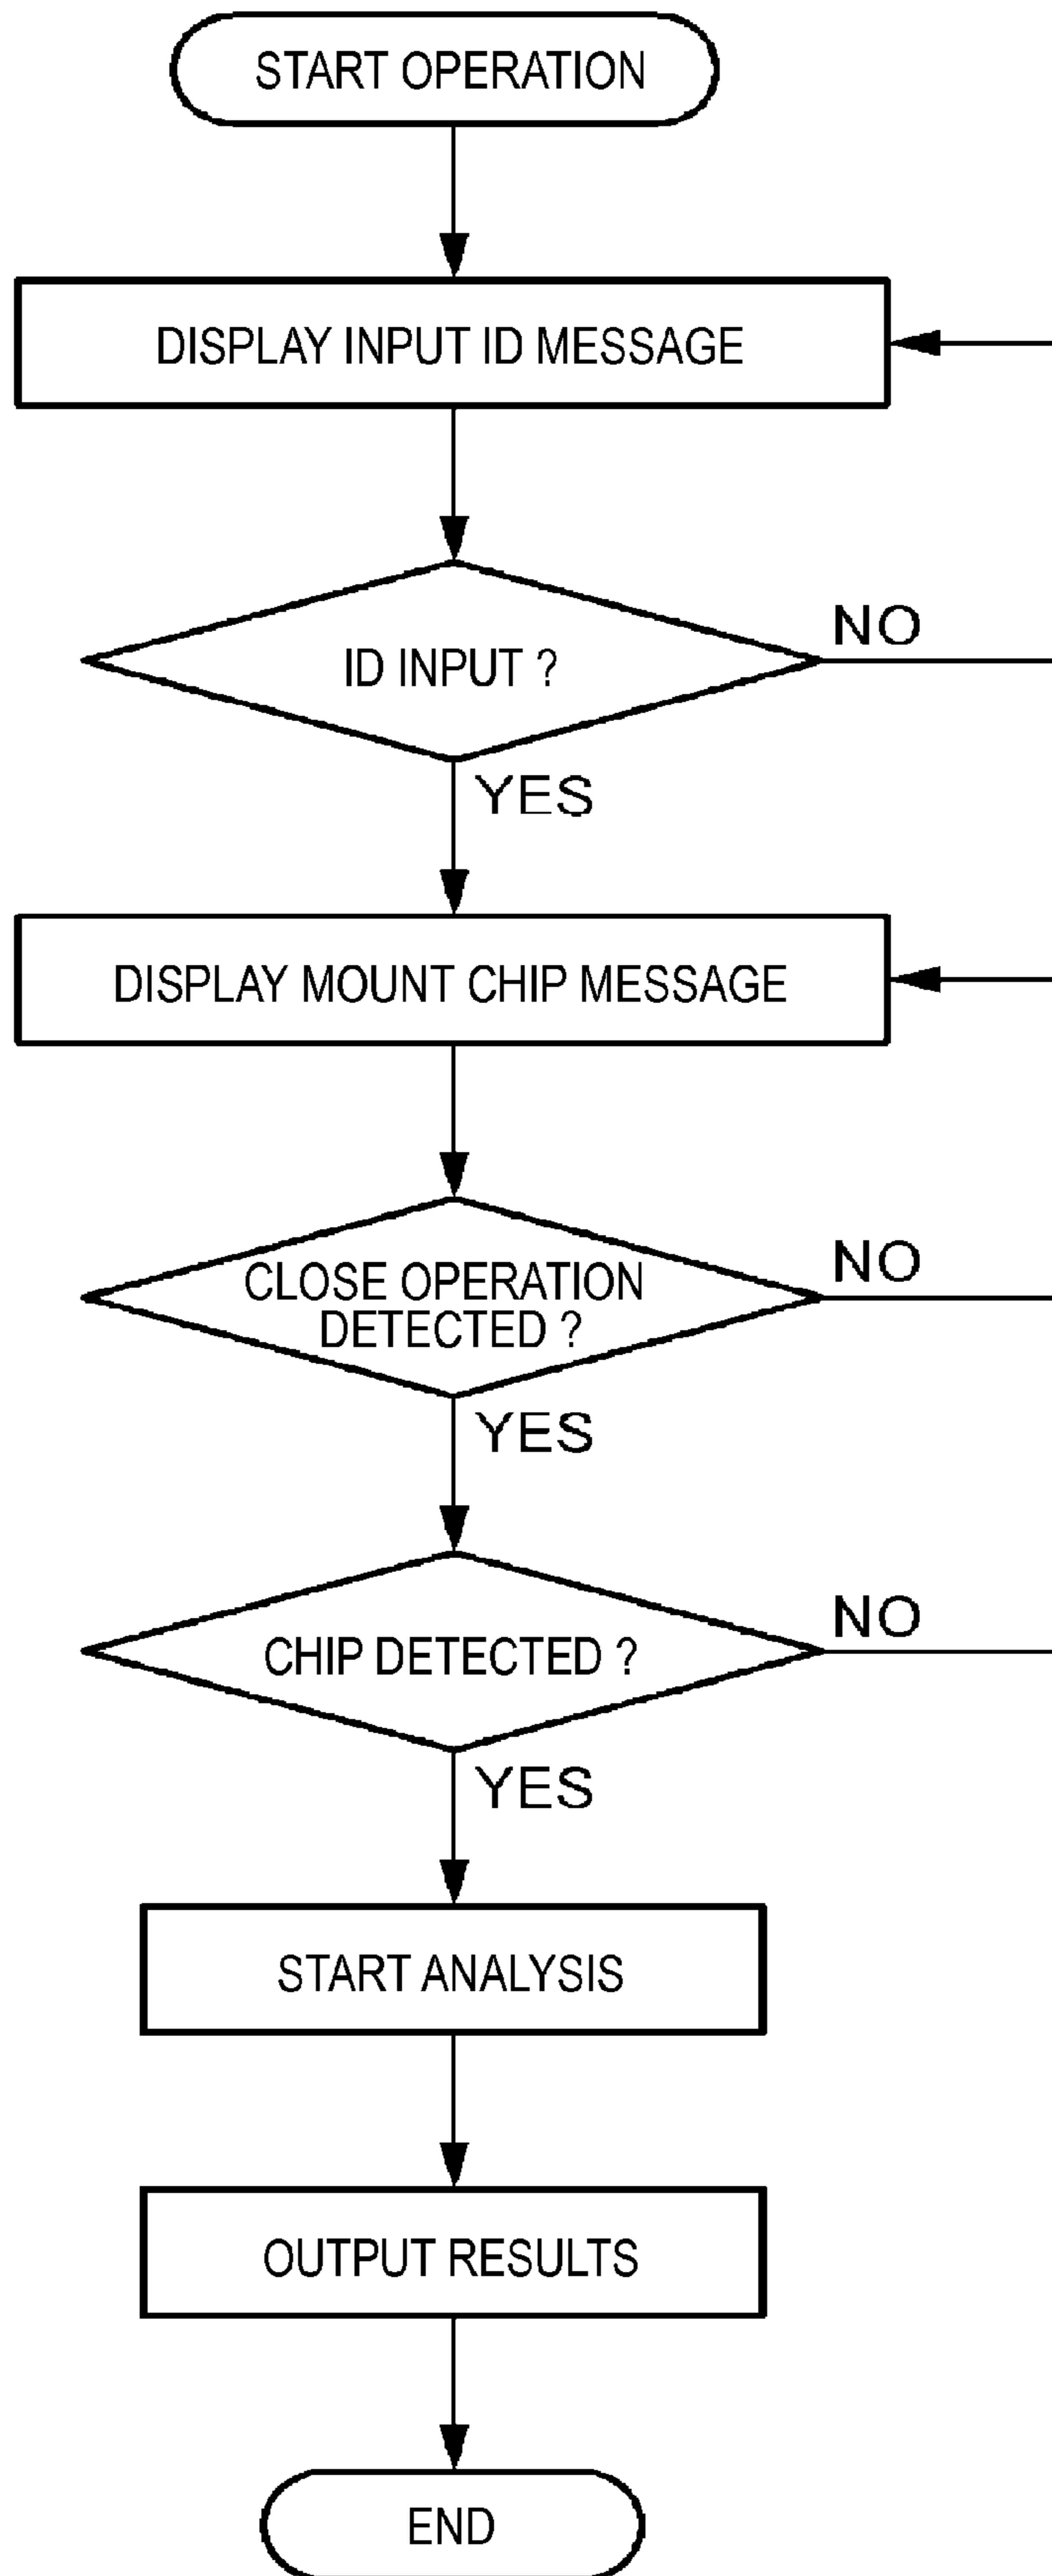 START OPERATION
DISPLAY INPUT ID MESSAGE
ID INPUT ?
NO
YES
DISPLAY MOUNT CHIP MESSAGE
CLOSE OPERATION
DETECTED ?
NO
YES
CHIP DETECTED ?
NO
YES
START ANALYSIS
OUTPUT RESULTS
END